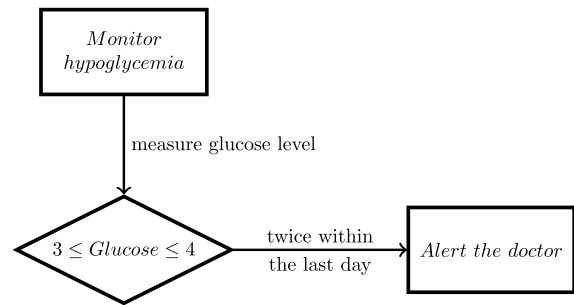 Monitor
hypoglycemia
measure glucose level
3 ≤ Glucose ≤ 4
twice within
the last day
Alert the doctor